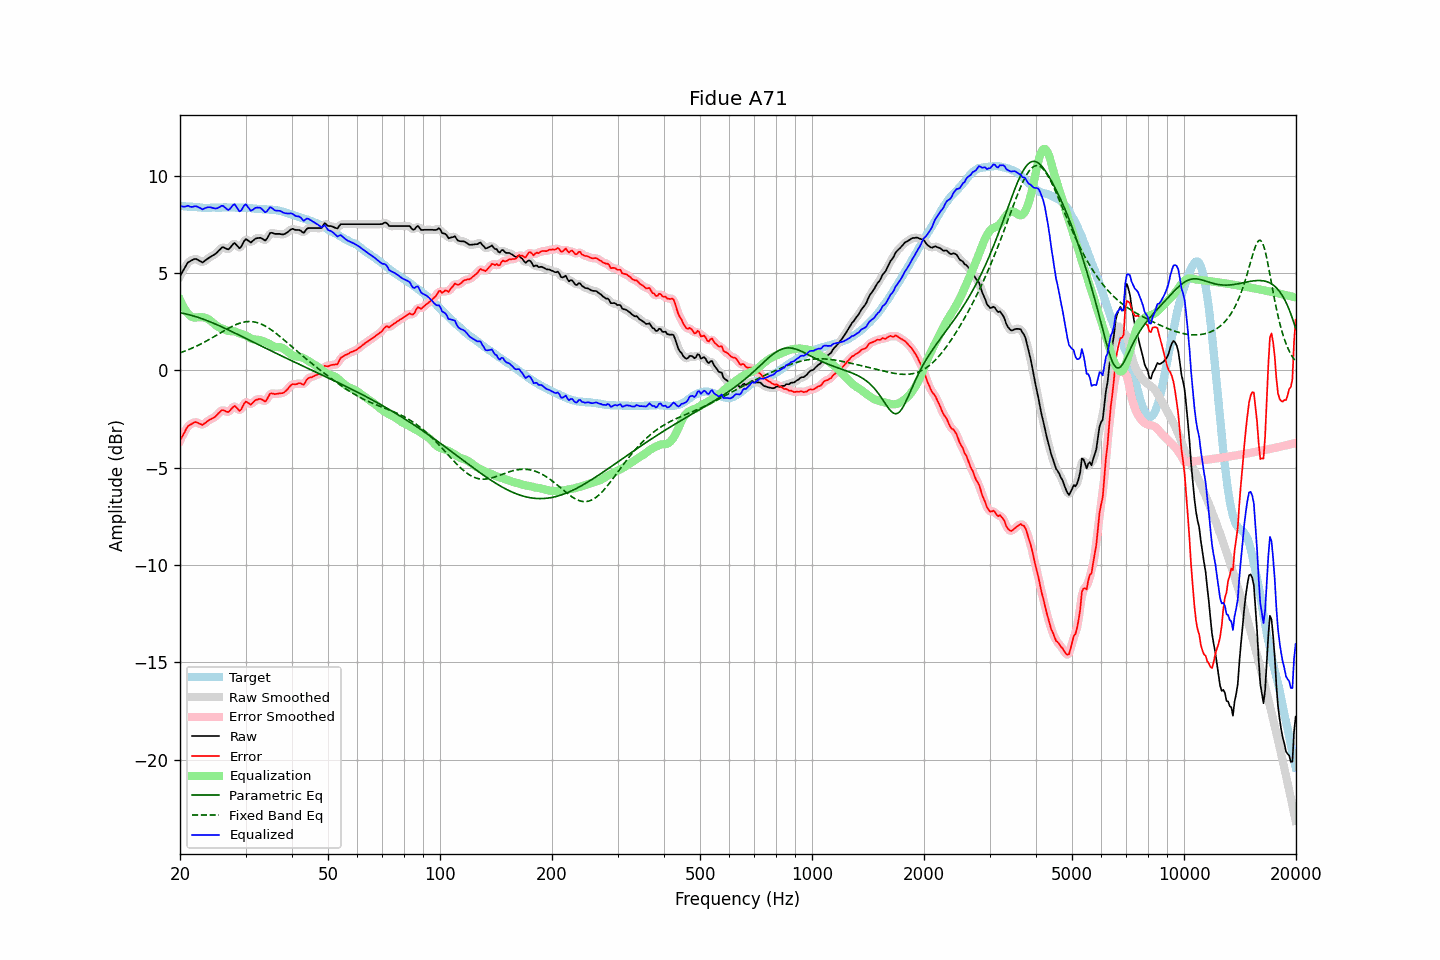 Fidue A71
Amplitude (dBr)
10
5
0
−5
−10
−15
−20
Target
Raw Smoothed
Error Smoothed
Raw
Error
Equalization
Parametric Eq
Fixed Band Eq
Equalized
20 50 100 200 500 1000 2000 5000 10000 20000
Frequency (Hz)